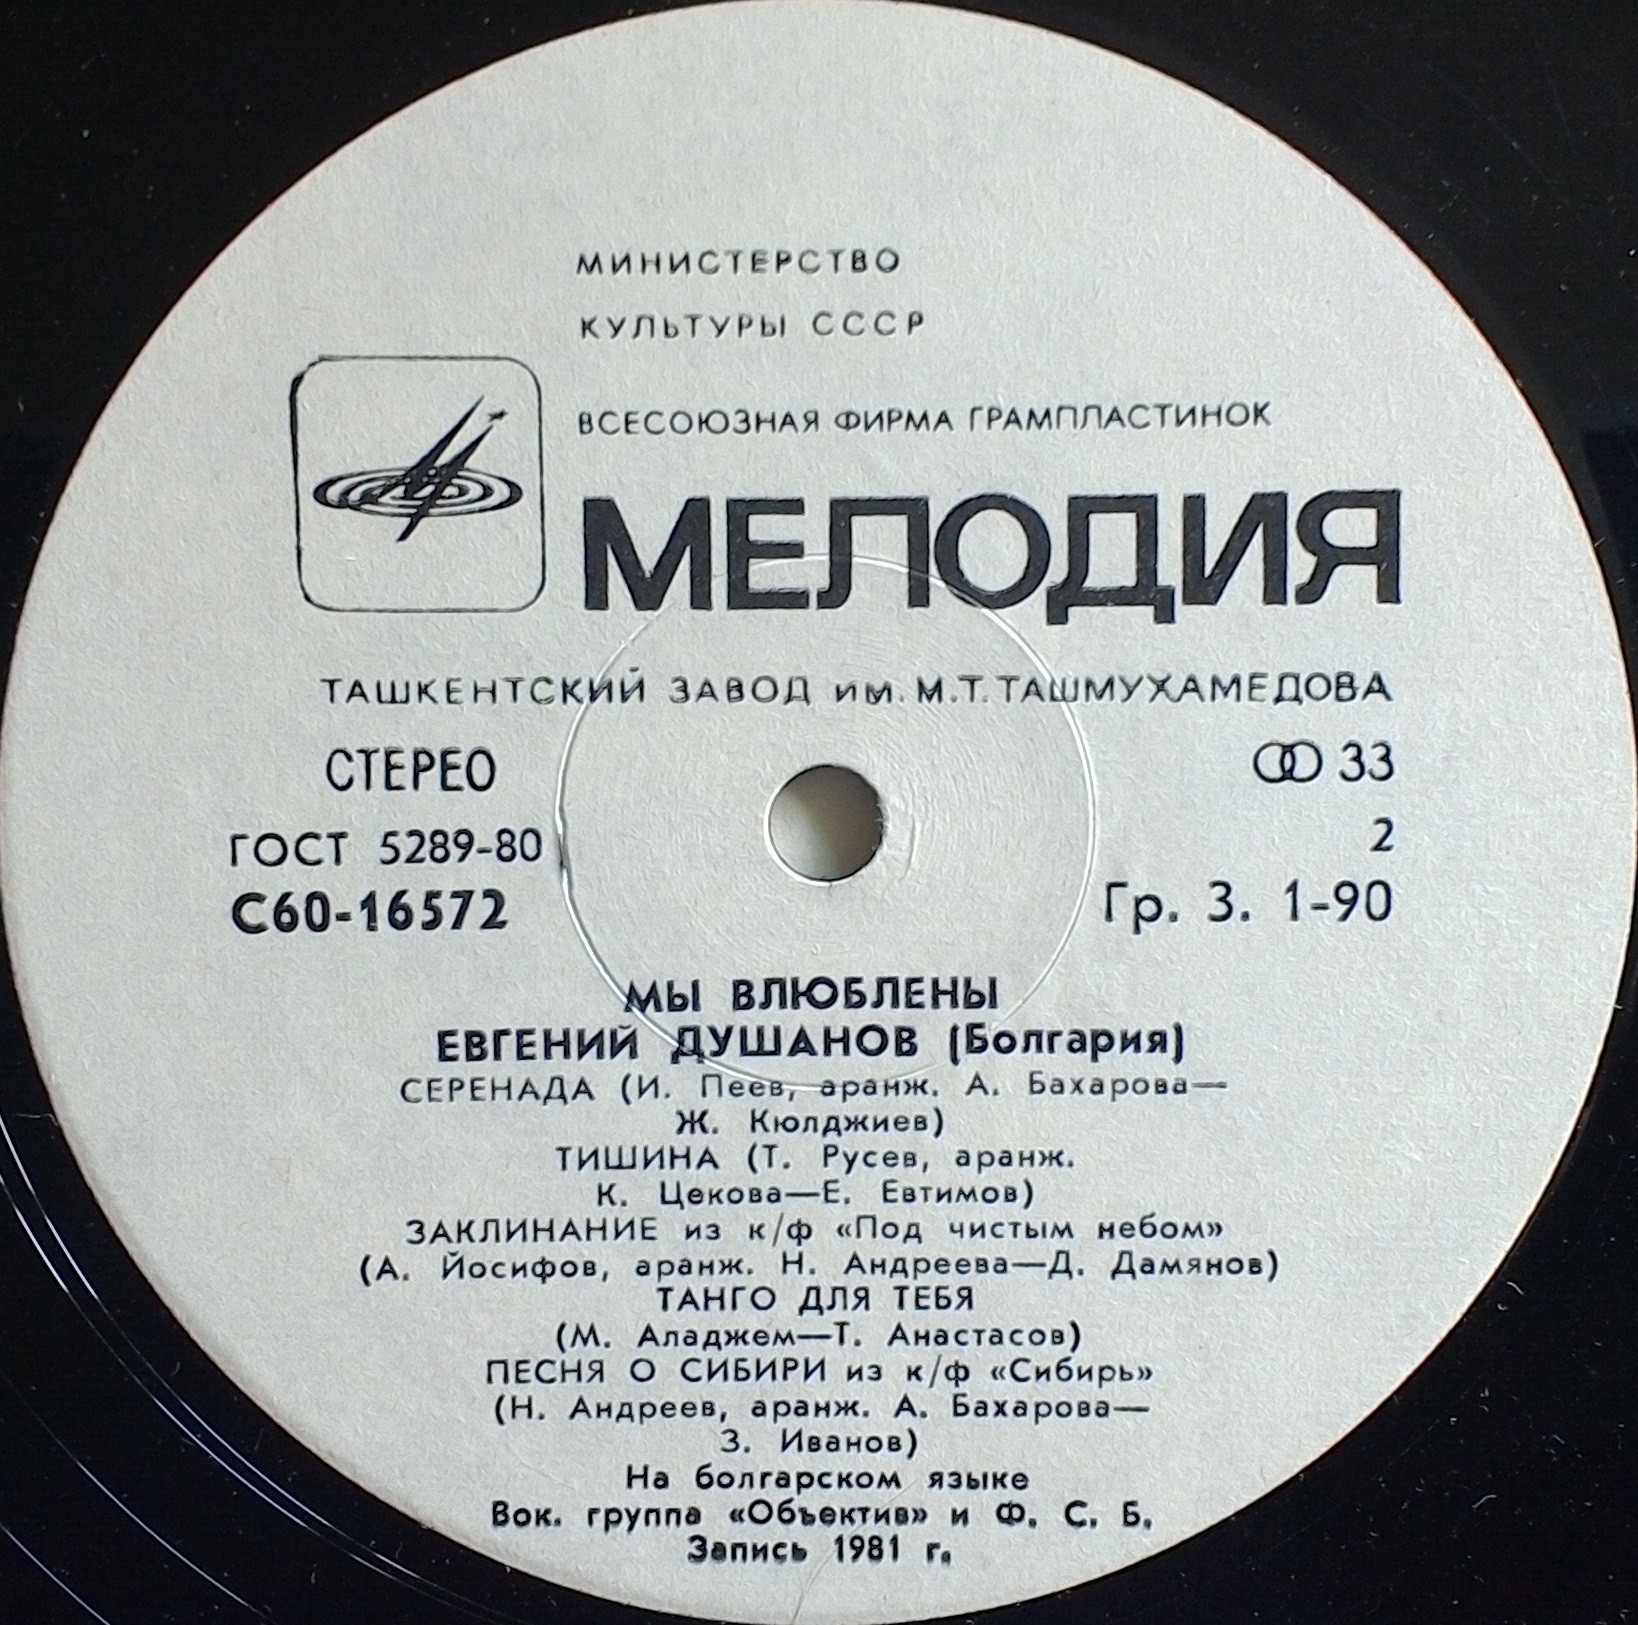 МИНИСТЕРСТВО
КУЛЬТУРЫ СССР
ВСЕСОЮЗНАЯ ФИРМА ГРАМПЛАСТИНОК
МЕЛОДИЯ
ТАШКЕНТСКИЙ ЗАВОД им. М.Т.ТАШМУХАМЕДОВА
СТЕРЕО 33
2
ГОСТ 5289-80
С60-16572 Гр. 3. 1-90
МЫ ВЛЮБЛЕНЫ
ЕВГЕНИЙ ДУШАНОВ (Болгария)
СЕРЕНАДА (И. Пеев, аранж. А. Бахарова—
Ж. Кюлджиев)
ТИШИНА (Т. Русев, аранж.
К. Цекова—Е. Евтимов)
ЗАКЛИНАНИЕ из к/ф «Под чистым небом»
(А. Йосифов, аранж. Н. Андреева—Д. Дамянов)
ТАНГО ДЛЯ ТЕБЯ
(М. Аладжем—Т. Анастасов)
ПЕСНЯ О СИБИРИ из к/ф «Сибирь»
(Н. Андреев, аранж. А. Бахарова—
З. Иванов)
На болгарском языке
Вок. группа «Объектив» и Ф. С. Б.
Запись 1981 г.